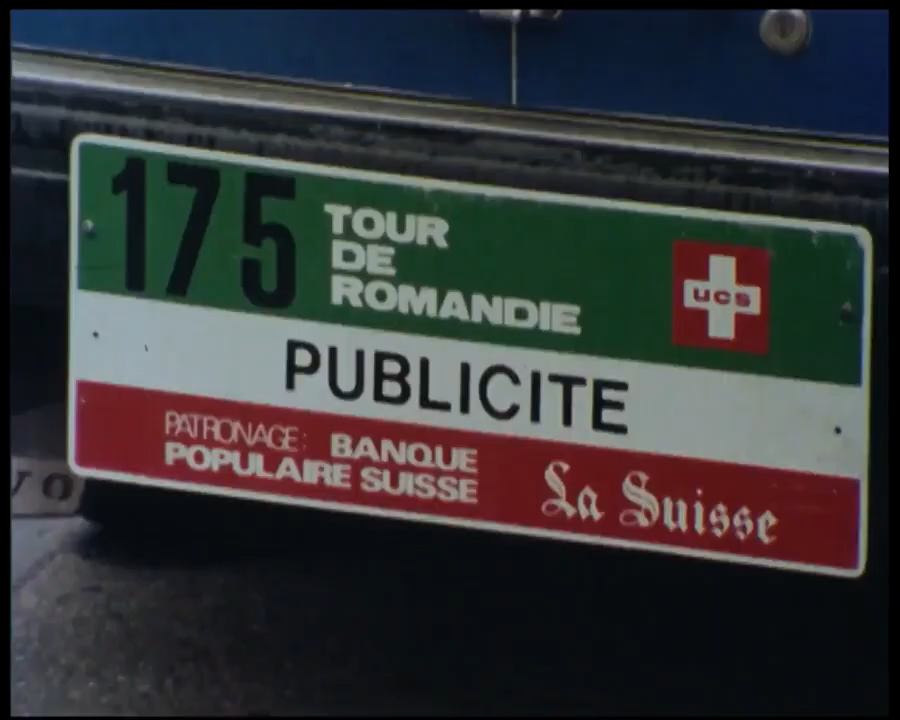 175
TOUR
DE
ROMANDIE
ucs
PUBLICITE
PATRONAGE: BANQUE
POPULAIRE SUISSE
La Suisse